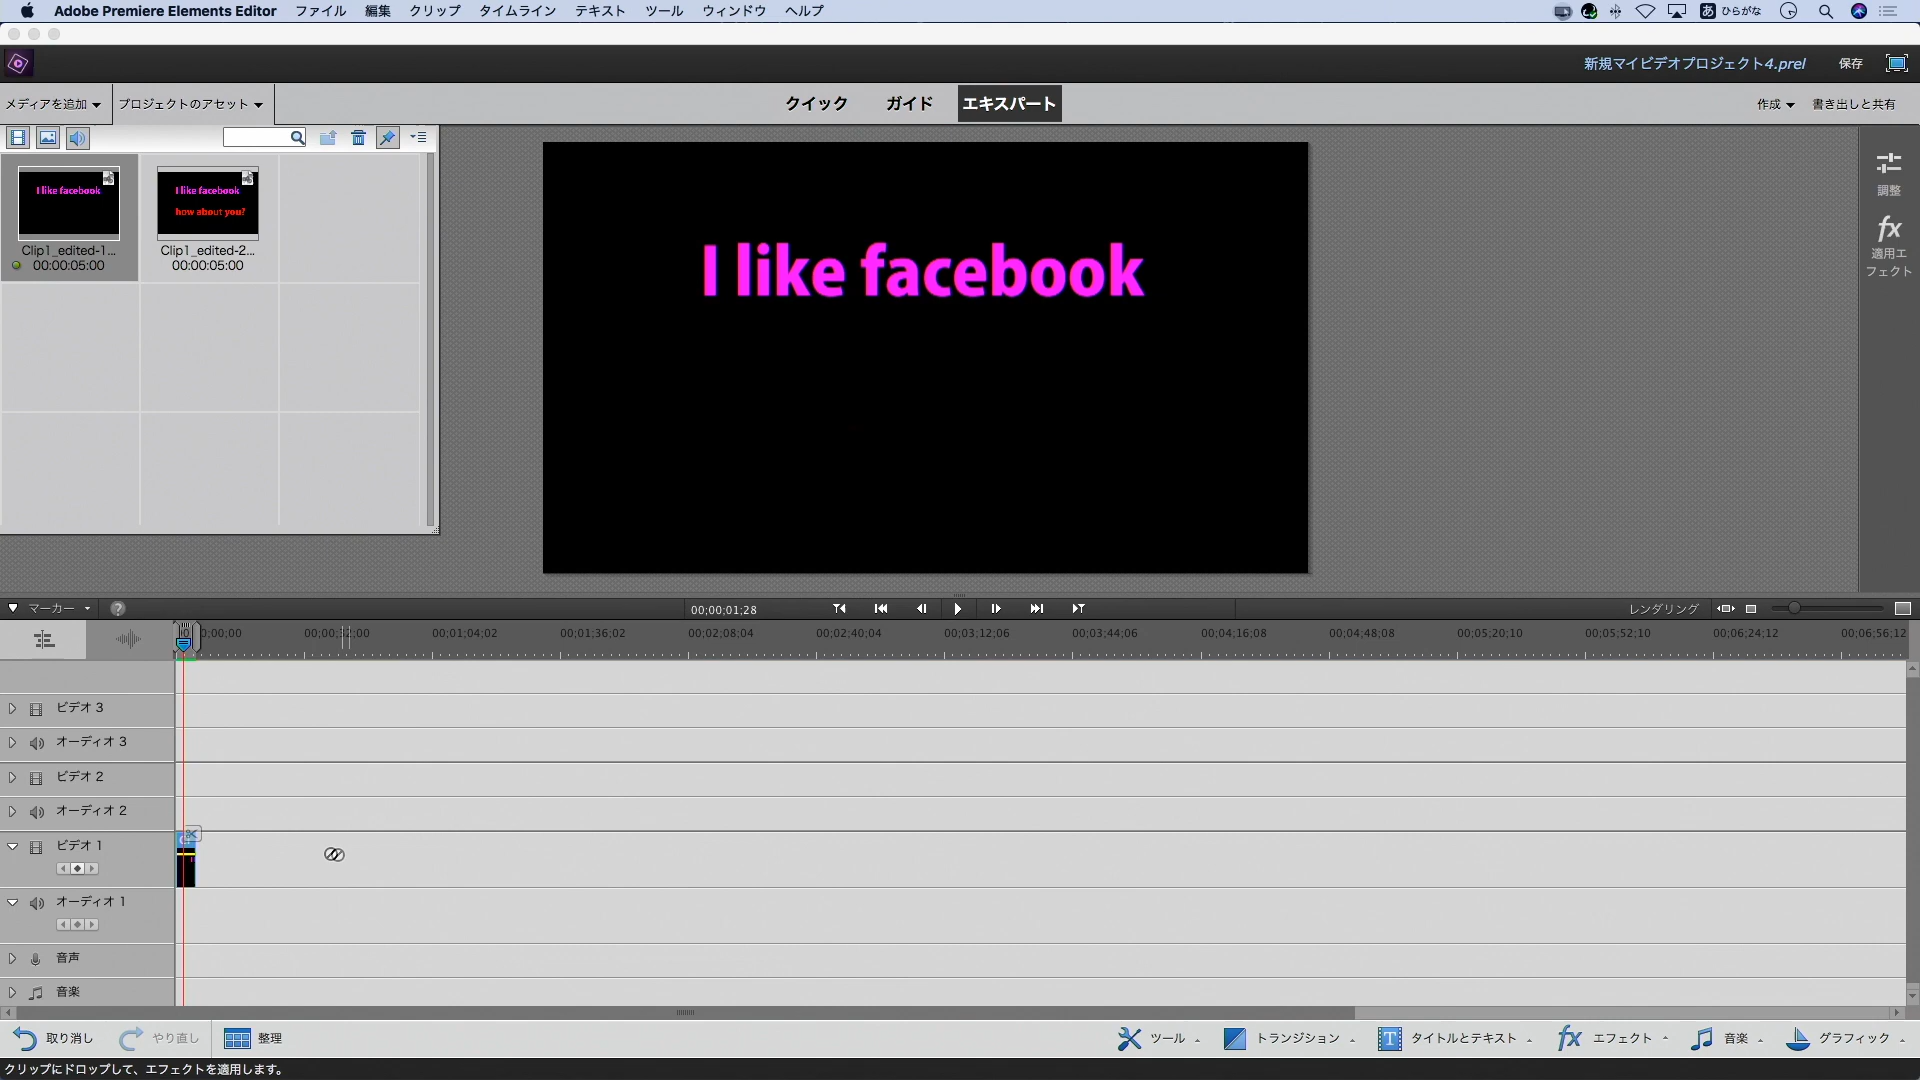 Adobe Premiere Elements Editor ファイル 編集 クリップ タイムライン テキスト ツール ウィンドウ ヘルプ あ ひらがな
新規マイビデオプロジェクト4.prel 保存
メディアを追加 プロジェクトのアセット クイック ガイド エキスパート 作成 書き出しと共有
I like facebook
I like facebook
how about you?
Clip1_edited-1...
00:00:05:00
Clip1_edited-2...
00:00:05:00
I like facebook
調整
fx
適用エ
フェクト
マーカー ? 00;00;01;28 レンダリング
0;00;00 00;00;32;00 00;01;04;02 00;01;36;02 00;02;08;04 00;02;40;04 00;03;12;06 00;03;44;06 00;04;16;08 00;04;48;08 00;05;20;10 00;05;52;10 00;06;24;12 00;06;56;12
ビデオ 3
オーディオ 3
ビデオ 2
オーディオ 2
ビデオ 1
オーディオ 1
音声
音楽
取り消し やり直し 整理 ツール トランジション T タイトルとテキスト fx エフェクト 音楽 グラフィック
クリップにドロップして、エフェクトを適用します。